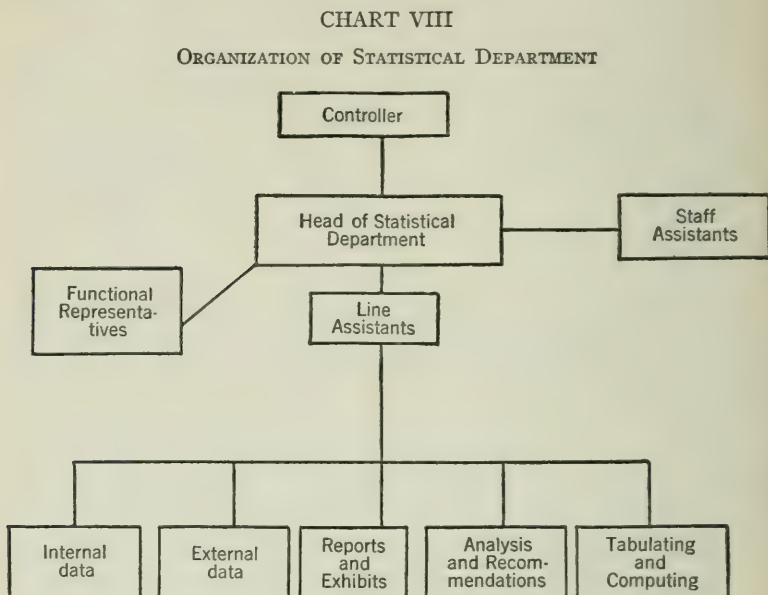 CHART VIII
ORGANIZATION OF STATISTICAL DEPARTMENT
Controller
Head of Statistical
Department
Staff
Assistants
Functional
Representa-
tives
Line
Assistants
Internal
data
External
data
Reports
and
Exhibits
Analysis
and Recom-
mendations
Tabulating
and
Computing